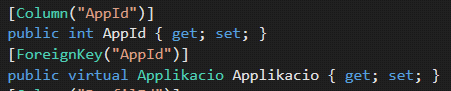 [Column("AppId")]
public int AppId { get; set; }
[ForeignKey("AppId")]
public virtual Applikacio Applikacio { get; set; }